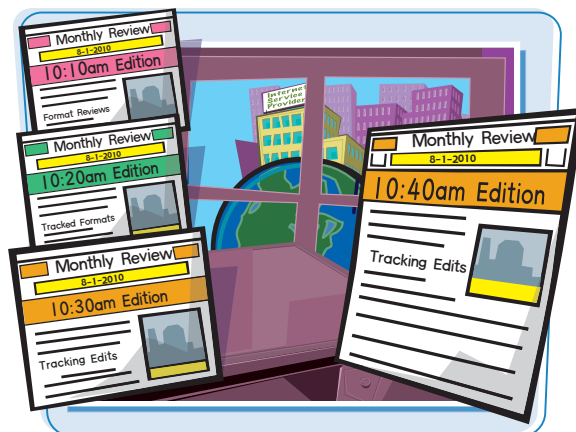 Monthly Review
8-1-2010
10:10am Edition
Format Reviews
Monthly Review
8-1-2010
10:20am Edition
Tracked Formats
Monthly Review
8-1-2010
10:30am Edition
Tracking Edits
Internet
Service
Provider
Monthly Review
8-1-2010
10:40am Edition
Tracking Edits